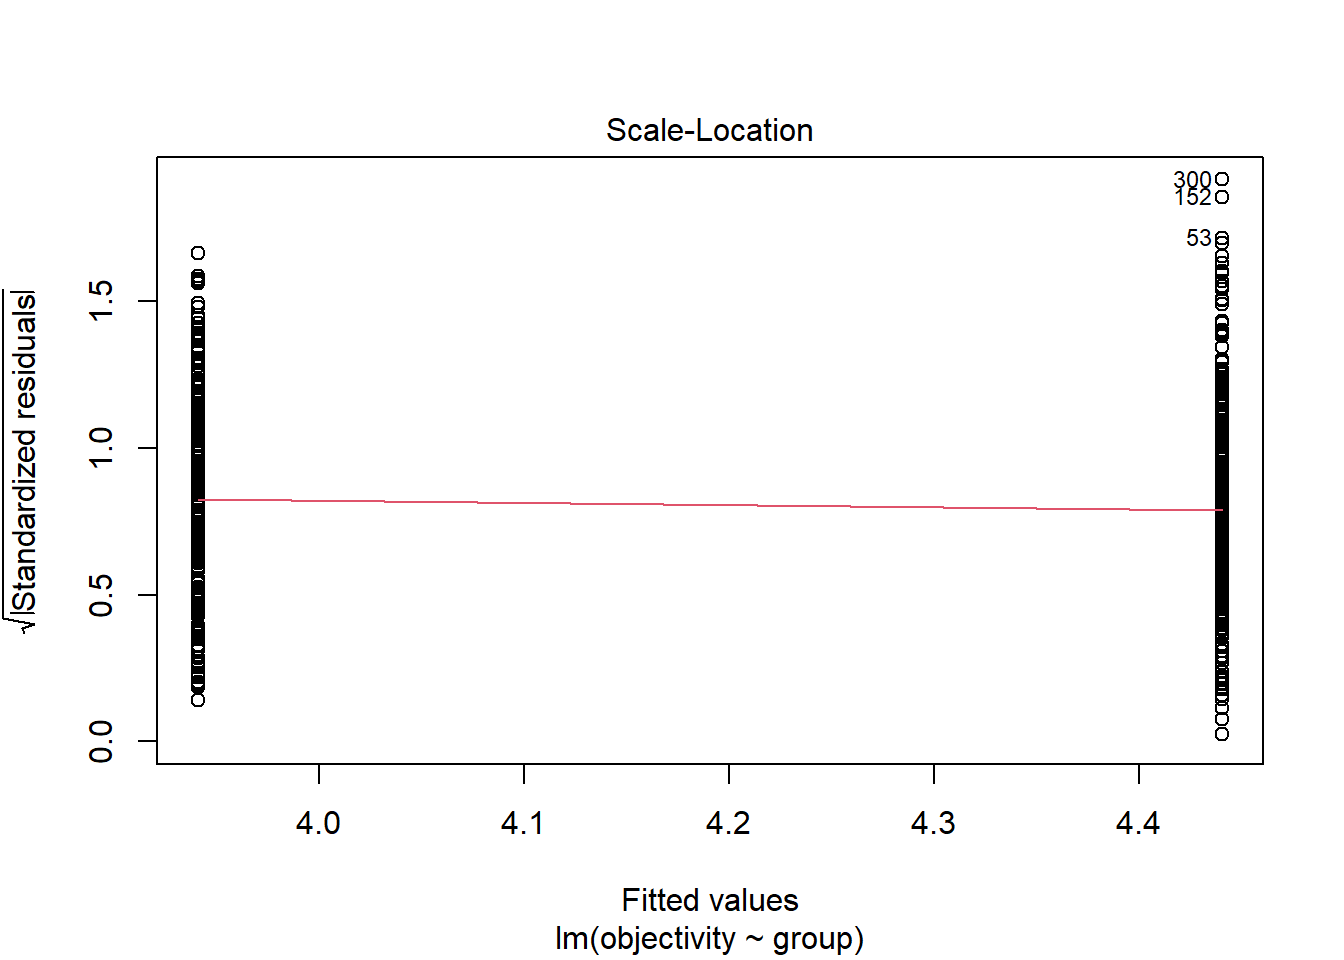 Scale-Location
300
152
53
1.5
1.0
0.5
0.0
√|Standardized residuals|
4.0 4.1 4.2 4.3 4.4
Fitted values
lm(objectivity ~ group)